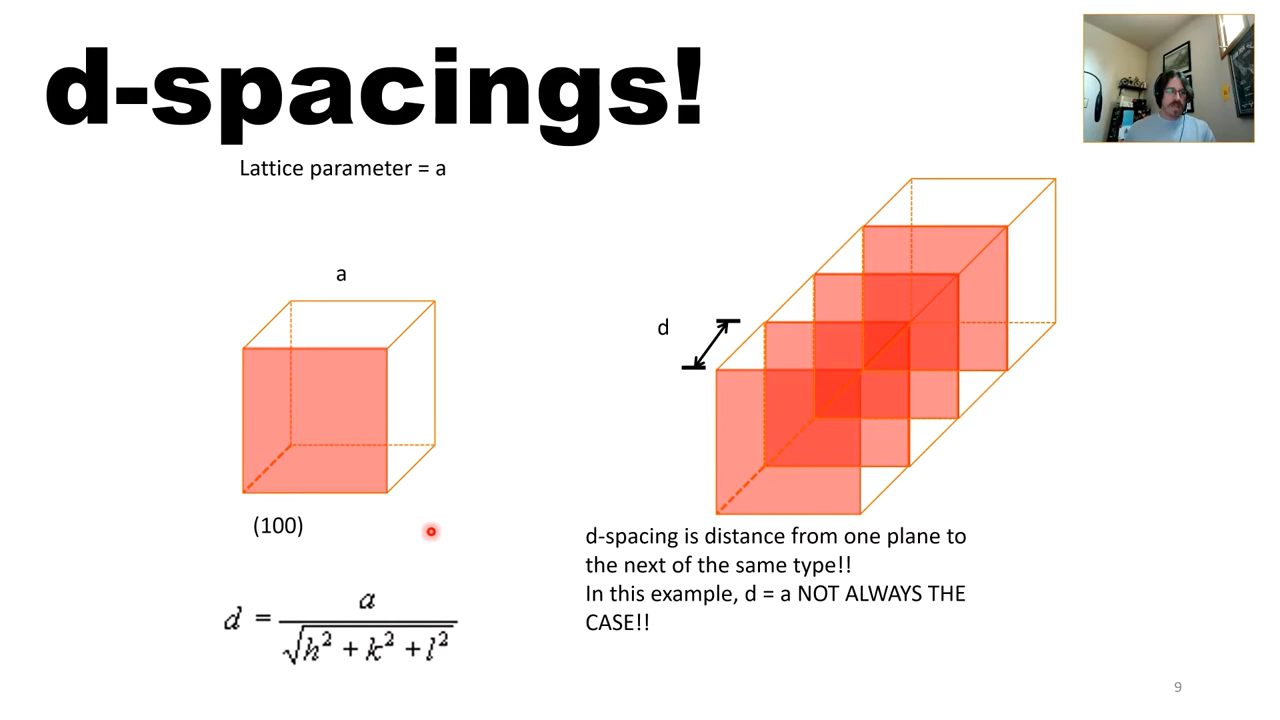 d-spacings!
Lattice parameter = a
a
(100)
d = a / √h² + k² + l²
d
d-spacing is distance from one plane to
the next of the same type!!
In this example, d = a NOT ALWAYS THE
CASE!!
9